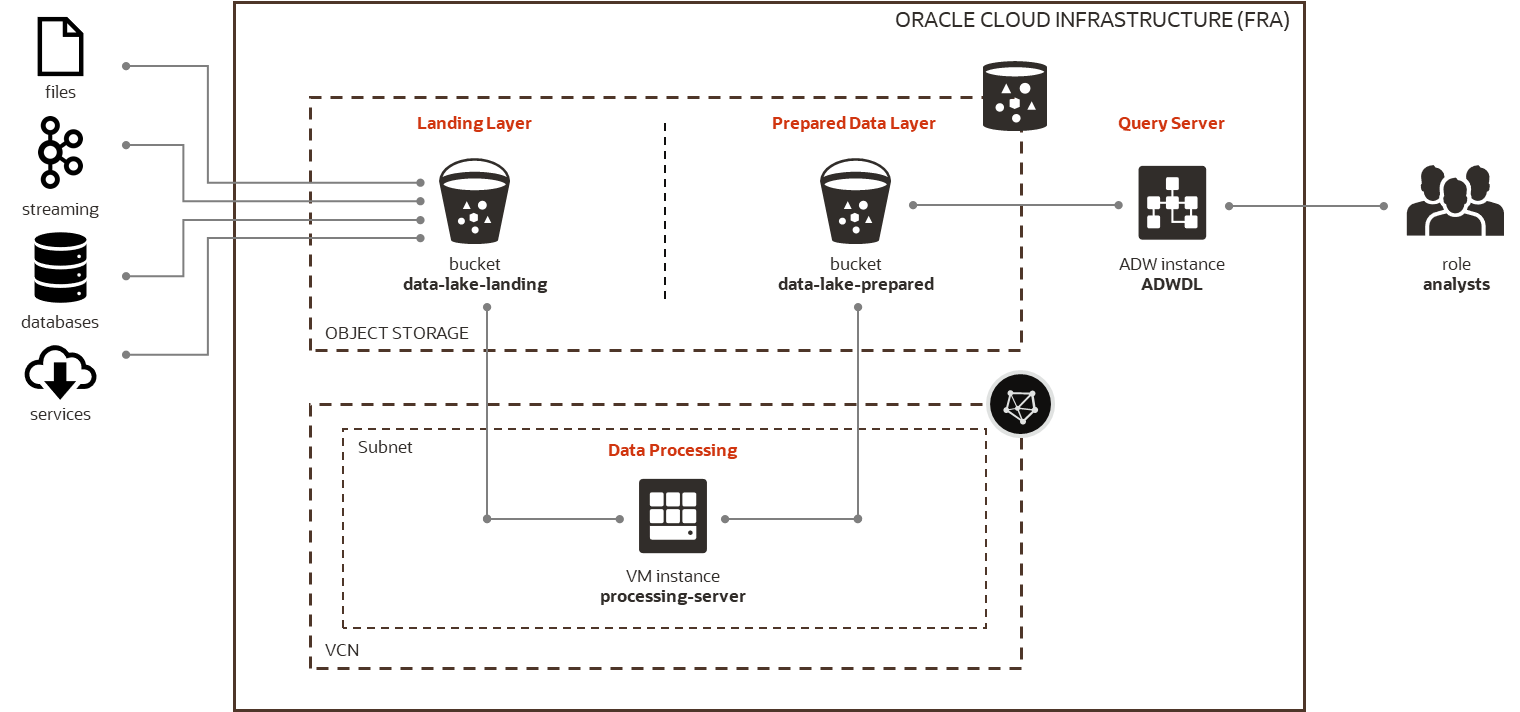 ORACLE CLOUD INFRASTRUCTURE (FRA)
files
streaming
databases
services
Landing Layer
bucket
data-lake-landing
Prepared Data Layer
bucket
data-lake-prepared
OBJECT STORAGE
Query Server
ADW instance
ADWDL
role
analysts
Subnet
Data Processing
VM instance
processing-server
VCN